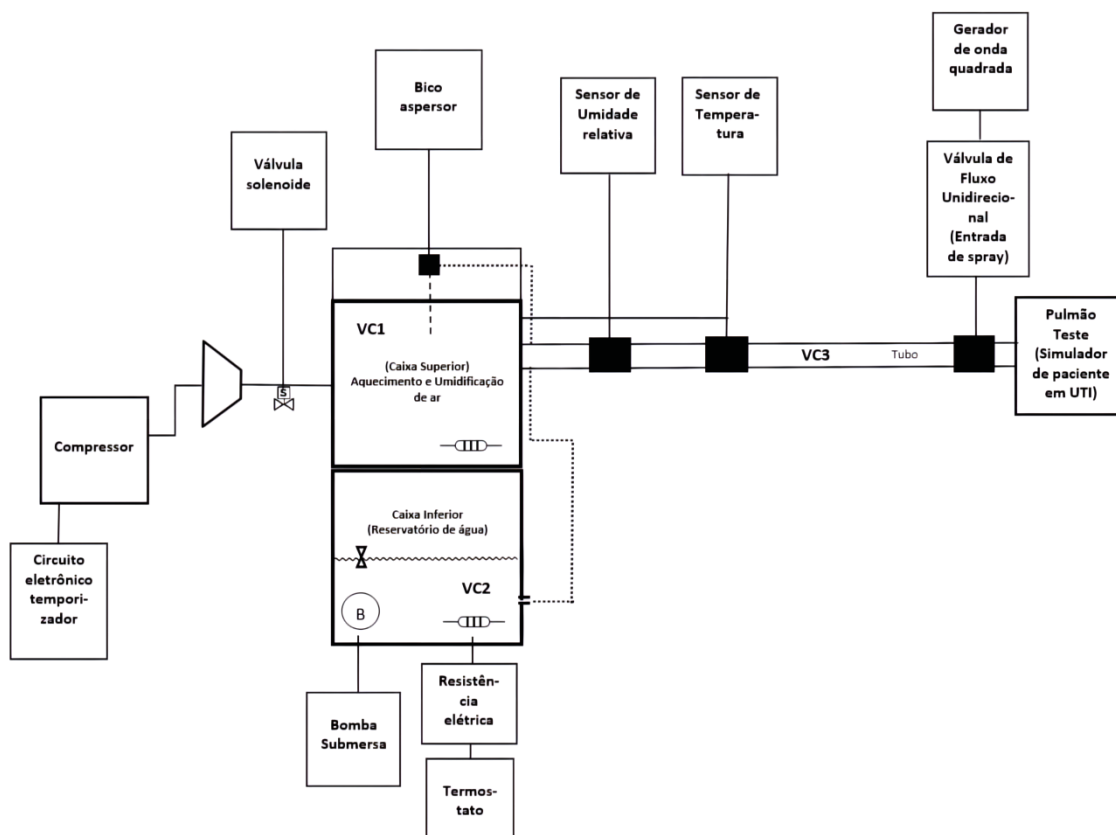 Gerador
de onda
quadrada
Bico
aspersor
Sensor de
Umidade
relativa
Sensor de
Tempera-
tura
Válvula
solenoide
Válvula de
Fluxo
Unidirecio-
nal
(Entrada
de spray)
VC1
(Caixa Superior)
Aquecimento e Umidificação
de ar
S
VC3
Tubo
Pulmão
Teste
(Simulador
de paciente
em UTI)
Compressor
Caixa Inferior
(Reservatório de água)
VC2
B
Circuito
eletrônico
temporí-
zador
Resistên-
cia
elétrica
Bomba
Submersa
Termos-
tato